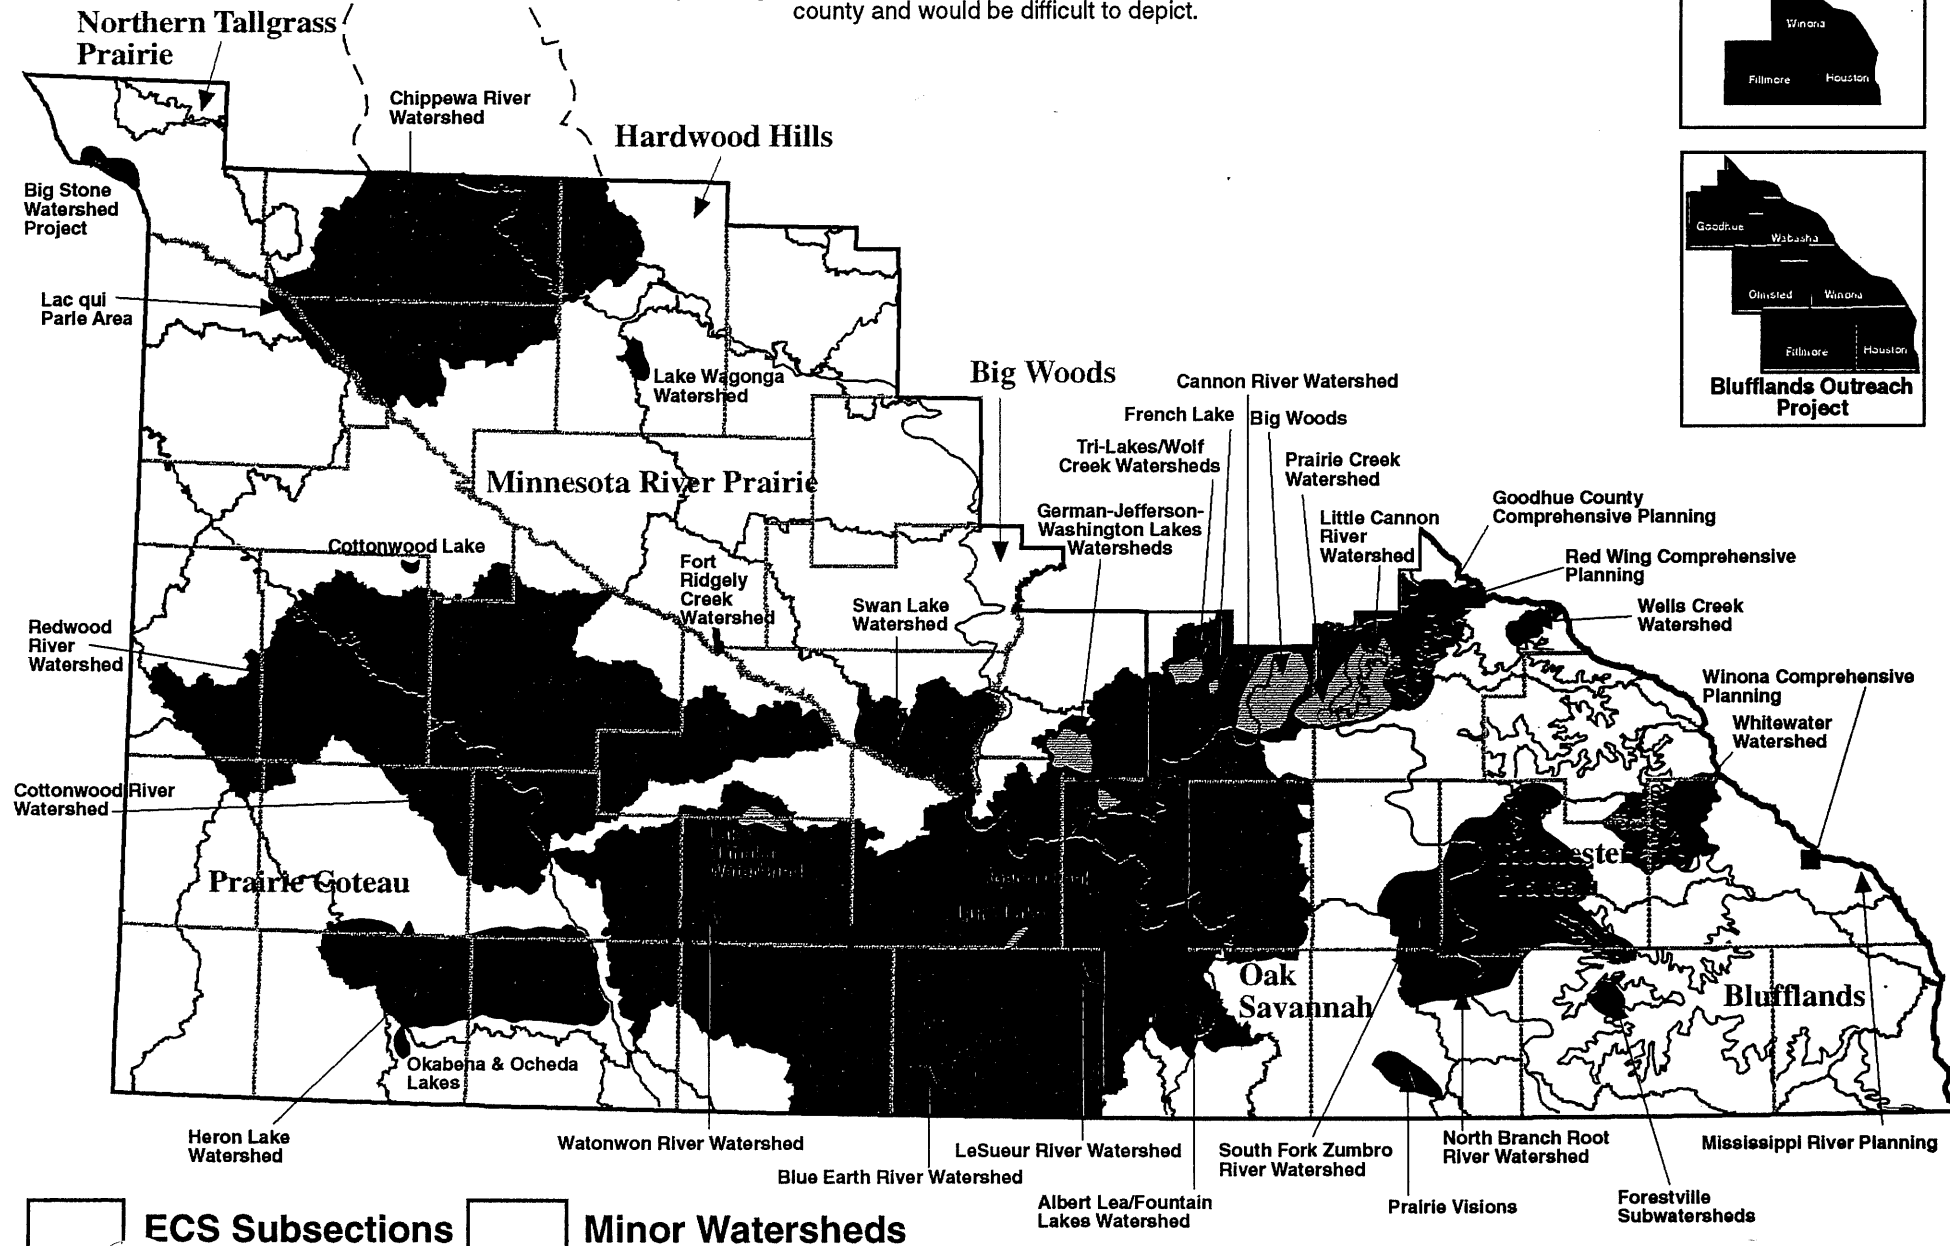 county and would be difficult to depict.
Northern Tallgrass
Prairie
Chippewa River
Watershed
Hardwood Hills
Big Stone
Watershed
Project
Lac qui
Parle Area
Lake Wagonga
Watershed
Minnesota River Prairie
Big Woods
Cannon River Watershed
French Lake
Big Woods
Tri-Lakes/Wolf
Creek Watersheds
Prairie Creek
Watershed
German-Jefferson-
Washington Lakes
Watersheds
Little Cannon
River
Watershed
Goodhue County
Comprehensive Planning
Red Wing Comprehensive
Planning
Wells Creek
Watershed
Winona Comprehensive
Planning
Whitewater
Watershed
Cottonwood Lake
Fort
Ridgely
Creek
Watershed
Swan Lake
Watershed
Redwood
River
Watershed
Cottonwood River
Watershed
Prairie Coteau
Oak
Savannah
Blufflands
Okabena & Ocheda
Lakes
Heron Lake
Watershed
Watonwon River Watershed
Blue Earth River Watershed
LeSueur River Watershed
Albert Lea/Fountain
Lakes Watershed
South Fork Zumbro
River Watershed
Prairie Visions
North Branch Root
River Watershed
Forestville
Subwatersheds
Mississippi River Planning
Winona
Fillmore
Houston
Goodhue
Wabasha
Olmsted
Winona
Fillmore
Houston
Blufflands Outreach
Project
ECS Subsections
Minor Watersheds